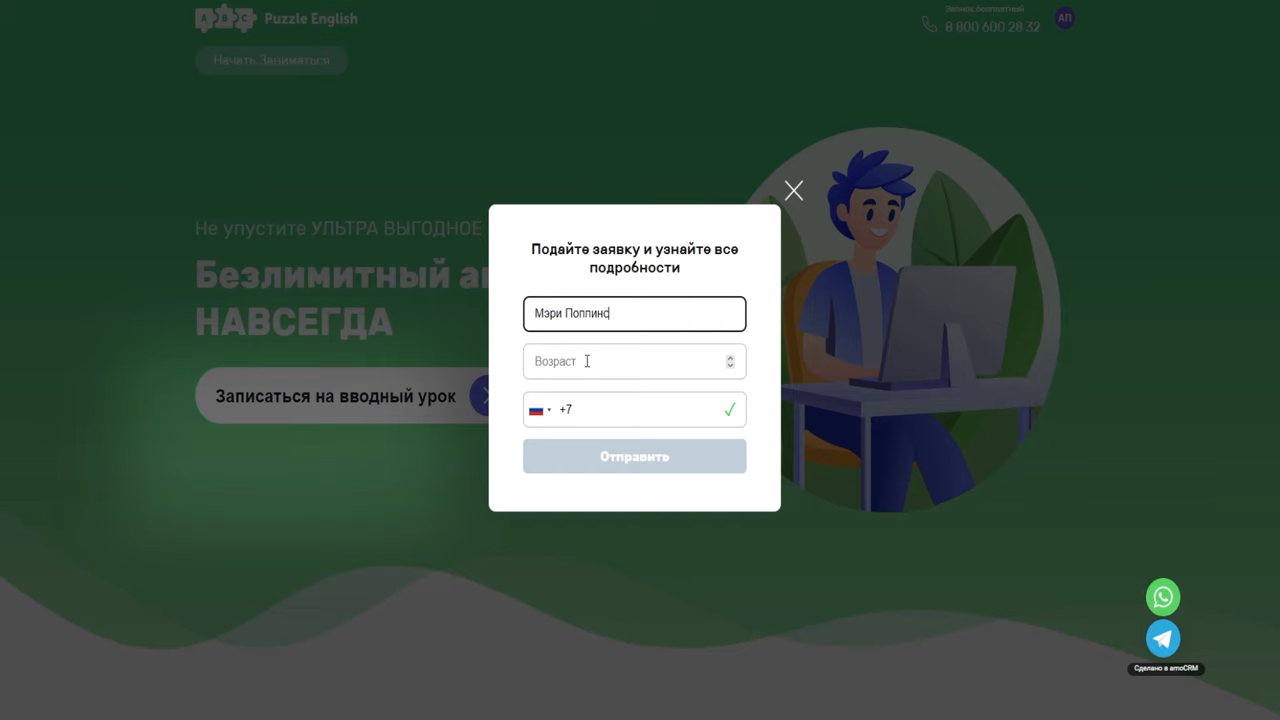 A B C Puzzle English
Звонок бесплатный
8 800 600 28 32
АП
Начать Заниматься
Не упустите УЛЬТРА ВЫГОДНОЕ
Безлимитный
НАВСЕГДА
Записаться на вводный урок
Подайте заявку и узнайте все
подробности
Мэри Поппинс
Возраст
+7
Отправить
Сделано в amoCRM